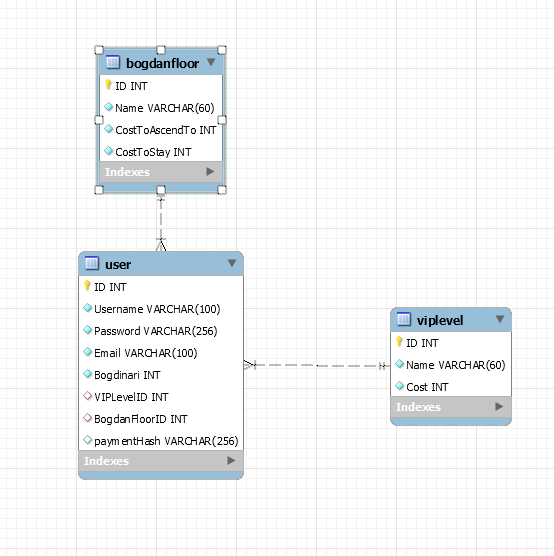 bogdanfloor
ID INT
Name VARCHAR(60)
CostToAscendTo INT
CostToStay INT
Indexes
user
ID INT
Username VARCHAR(100)
Password VARCHAR(256)
Email VARCHAR(100)
Bogdinari INT
VIPLevelID INT
BogdanFloorID INT
paymentHash VARCHAR(256)
Indexes
viplevel
ID INT
Name VARCHAR(60)
Cost INT
Indexes